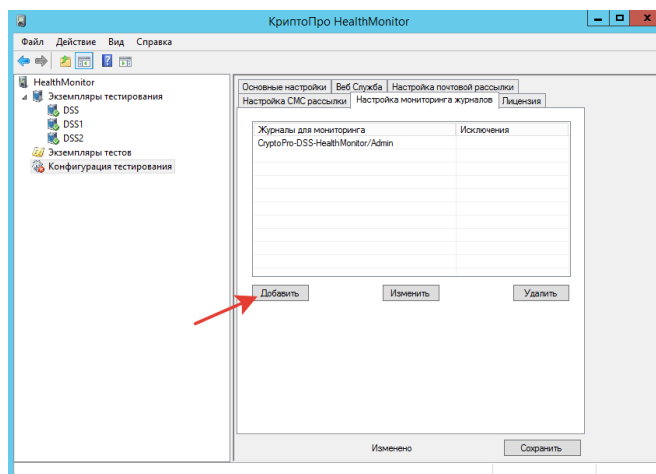 КриптоПро HealthMonitor
Файл Действие Вид Справка
HealthMonitor
Экземпляры тестирования
DSS
DSS1
DSS2
Экземпляры тестов
Конфигурация тестирования
Основные настройки Веб Служба Настройка почтовой рассылки
Настройка СМС рассылки Настройка мониторинга журналов Лицензия
Журналы для мониторинга Исключения
CryptoPro-DSS-HealthMonitor/Admin
Добавить Изменить Удалить
Изменено Сохранить